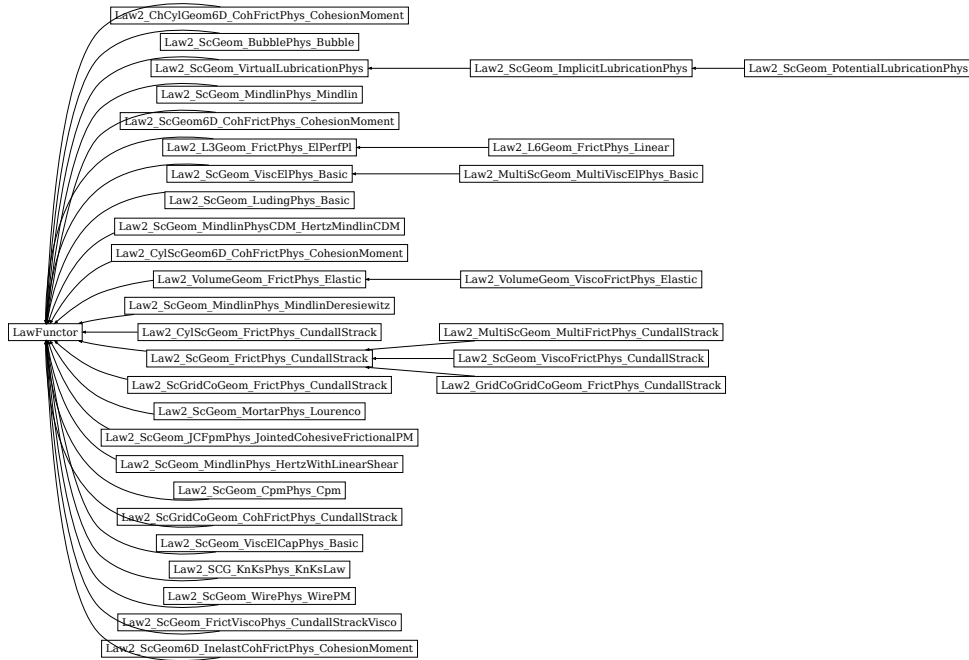 Law2_ChCylGeom6D_CohFrictPhys_CohesionMoment
Law2_ScGeom_BubblePhys_Bubble
Law2_ScGeom_VirtualLubricationPhys
Law2_ScGeom_ImplicitLubricationPhys
Law2_ScGeom_PotentialLubricationPhys
Law2_ScGeom_MindlinPhys_Mindlin
Law2_ScGeom6D_CohFrictPhys_CohesionMoment
Law2_L3Geom_FrictPhys_ElPerfPl
Law2_L6Geom_FrictPhys_Linear
Law2_ScGeom_ViscElPhys_Basic
Law2_MultiScGeom_MultiViscElPhys_Basic
Law2_ScGeom_LudingPhys_Basic
Law2_ScGeom_MindlinPhysCDM_HertzMindlinCDM
Law2_CylScGeom6D_CohFrictPhys_CohesionMoment
Law2_VolumeGeom_FrictPhys_Elastic
Law2_VolumeGeom_ViscoFrictPhys_Elastic
Law2_ScGeom_MindlinPhys_MindlinDeresiewitz
LawFunctor
Law2_CylScGeom_FrictPhys_CundallStrack
Law2_MultiScGeom_MultiFrictPhys_CundallStrack
Law2_ScGeom_FrictPhys_CundallStrack
Law2_ScGeom_ViscoFrictPhys_CundallStrack
Law2_ScGridCoGeom_FrictPhys_CundallStrack
Law2_GridCoGridCoGeom_FrictPhys_CundallStrack
Law2_ScGeom_MortarPhys_Lourenco
Law2_ScGeom_JCFpmPhys_JointedCohesiveFrictionalPM
Law2_ScGeom_MindlinPhys_HertzWithLinearShear
Law2_ScGeom_CpmPhys_Cpm
Law2_ScGridCoGeom_CohFrictPhys_CundallStrack
Law2_ScGeom_ViscElCapPhys_Basic
Law2_SCG_KnKsPhys_KnKsLaw
Law2_ScGeom_WirePhys_WirePM
Law2_ScGeom_FrictViscoPhys_CundallStrackVisco
Law2_ScGeom6D_InelastCohFrictPhys_CohesionMoment